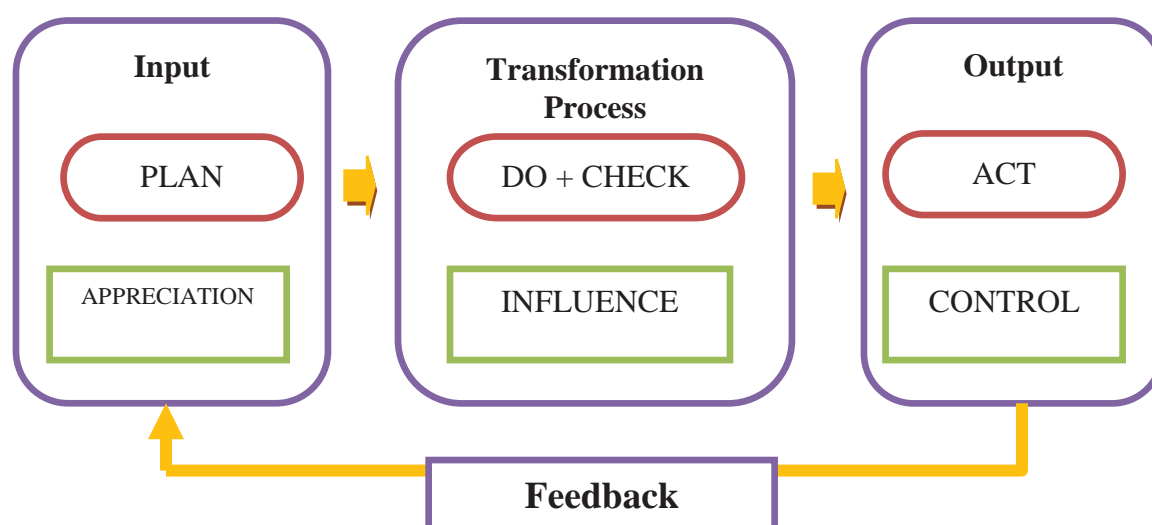 Input
PLAN
APPRECIATION
Transformation
Process
DO + CHECK
INFLUENCE
Output
ACT
CONTROL
Feedback